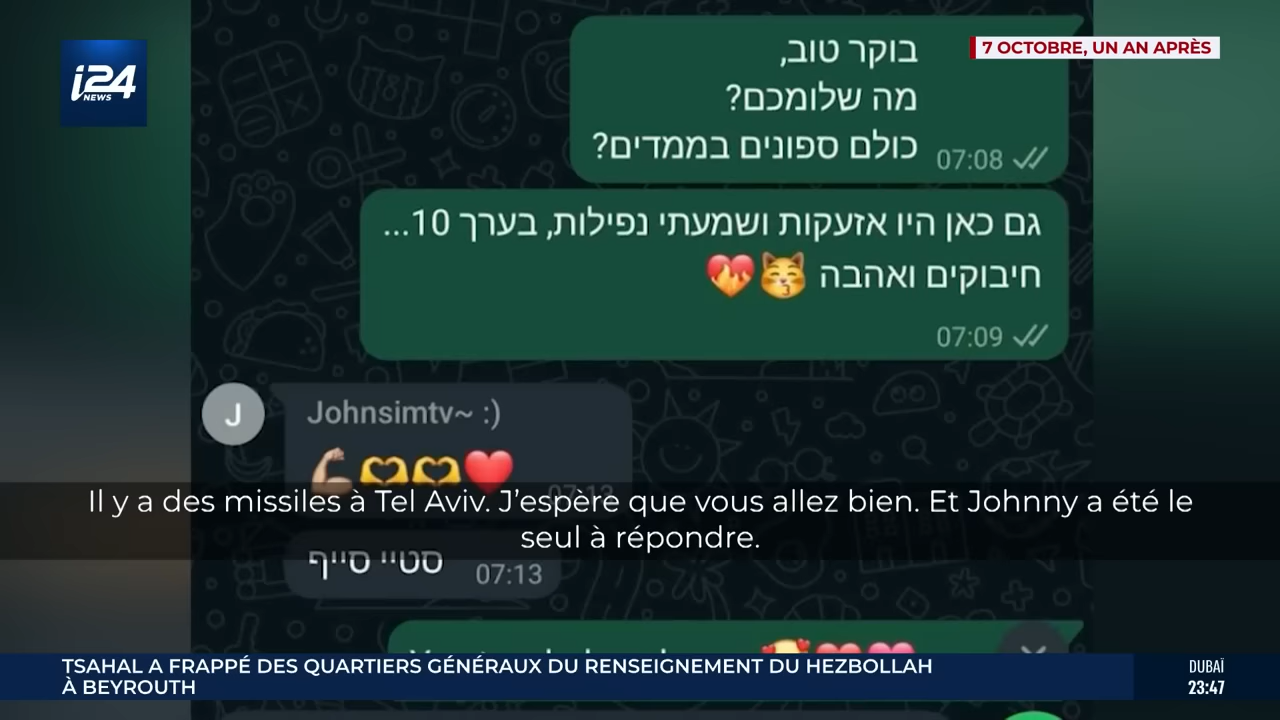 i24
NEWS
7 OCTOBRE, UN AN APRÈS
בוקר טוב,
מה שלומכם?
כולם ספונים בממדים?
07:08
גם כאן היו אזעקות ושמעתי נפילות, בערך 10...
חיבוקים ואהבה 😽❤️‍🔥
07:09
J
Johnsimtv~ :)
💪🏼🫶🫶❤️
07:13
Il y a des missiles à Tel Aviv. J’espère que vous allez bien. Et Johnny a été le
seul à répondre.
סטיי סייף
07:13
TSAHAL A FRAPPÉ DES QUARTIERS GÉNÉRAUX DU RENSEIGNEMENT DU HEZBOLLAH
À BEYROUTH
DUBAÏ
23:47